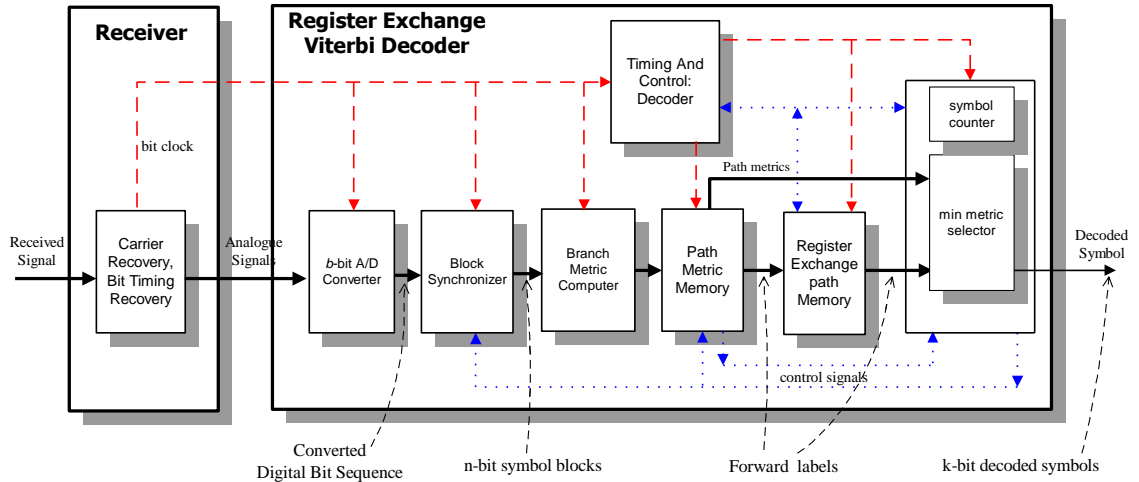 Receiver
Register Exchange
Viterbi Decoder
Timing And
Control:
Decoder
symbol
counter
bit clock
Path metrics
min metric
selector
Received
Signal
Carrier
Recovery,
Bit Timing
Recovery
Analogue
Signals
b-bit A/D
Converter
Block
Synchronizer
Branch
Metric
Computer
Path
Metric
Memory
Register
Exchange
path
Memory
Decoded
Symbol
control signals
Converted
Digital Bit Sequence
n-bit symbol blocks
Forward labels
k-bit decoded symbols